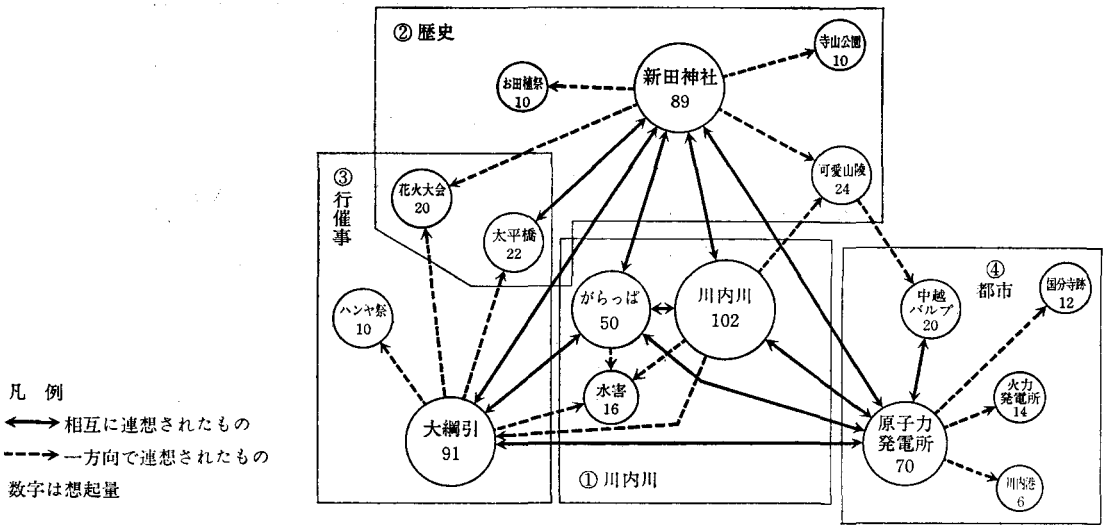 ②歴史
寺山公園
10
新田神社
89
お田植祭
10
③行催事
花火大会
20
可愛山陵
24
太平橋
22
④
都市
国分寺跡
12
がらっぱ
50
川内川
102
中越
パルプ
20
ハンヤ祭
10
水害
16
火力
発電所
14
大綱引
91
原子力
発電所
70
①川内川
川内港
6
凡 例
相互に連想されたもの
一方向で連想されたもの
数字は想起量